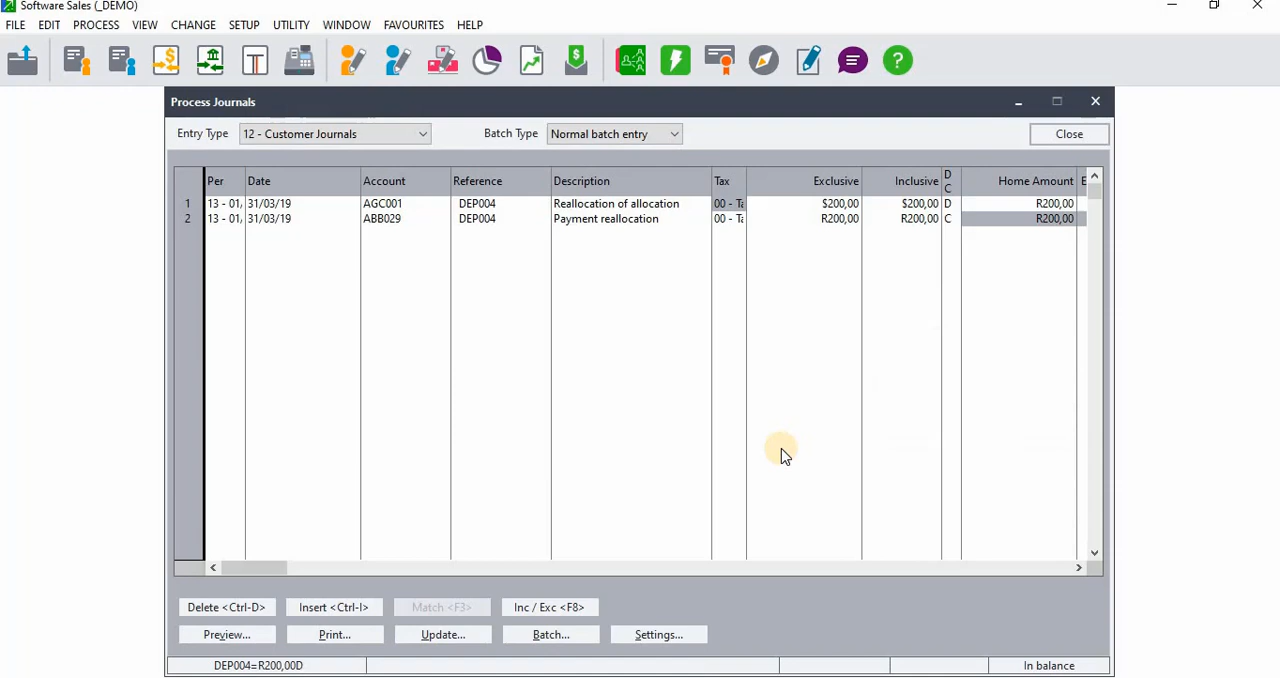 Software Sales (_DEMO)
FILE EDIT PROCESS VIEW CHANGE SETUP UTILITY WINDOW FAVOURITES HELP
Process Journals
Entry Type 12 - Customer Journals Batch Type Normal batch entry Close
Per Date Account Reference Description Tax Exclusive Inclusive D C Home Amount E
1 13 - 01, 31/03/19 AGC001 DEP004 Reallocation of allocation 00 - Ta $200,00 $200,00 D R200,00
2 13 - 01, 31/03/19 ABB029 DEP004 Payment reallocation 00 - Ta R200,00 R200,00 C R200,00
Delete <Ctrl-D> Insert <Ctrl-I> Match <F3> Inc / Exc <F8>
Preview... Print... Update... Batch... Settings...
DEP004=R200,00D In balance